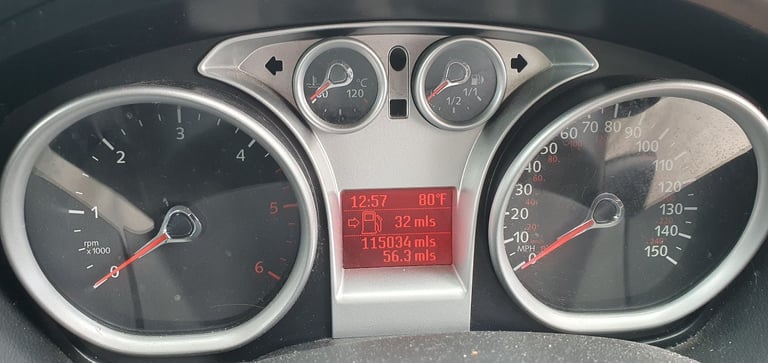 60 120 °C
1/2 1/1
1 2 3 4 5 6
rpm
x1000
0
12:57 80°F
32 mls
115034 mls
56.3 mls
0 10 20 30 40 50 60 70 80 90 100 110 120 130 140 150
MPH